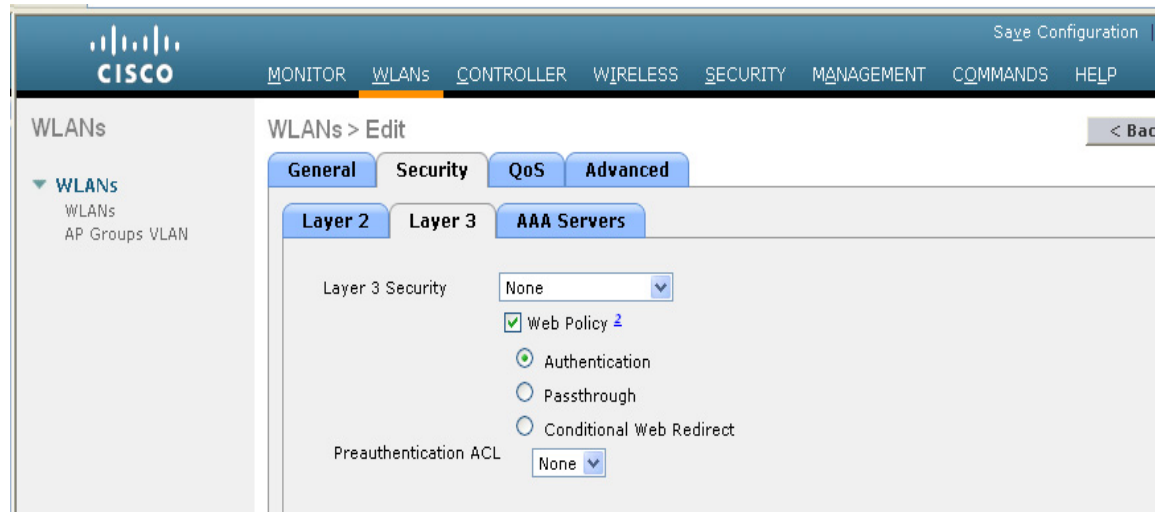 Save Configuration
CISCO
MONITOR WLANs CONTROLLER WIRELESS SECURITY MANAGEMENT COMMANDS HELP
WLANs
WLANs > Edit
< Bac
General Security QoS Advanced
WLANs
WLANs
AP Groups VLAN
Layer 2 Layer 3 AAA Servers
Layer 3 Security None
Web Policy 2
Authentication
Passthrough
Conditional Web Redirect
Preauthentication ACL None